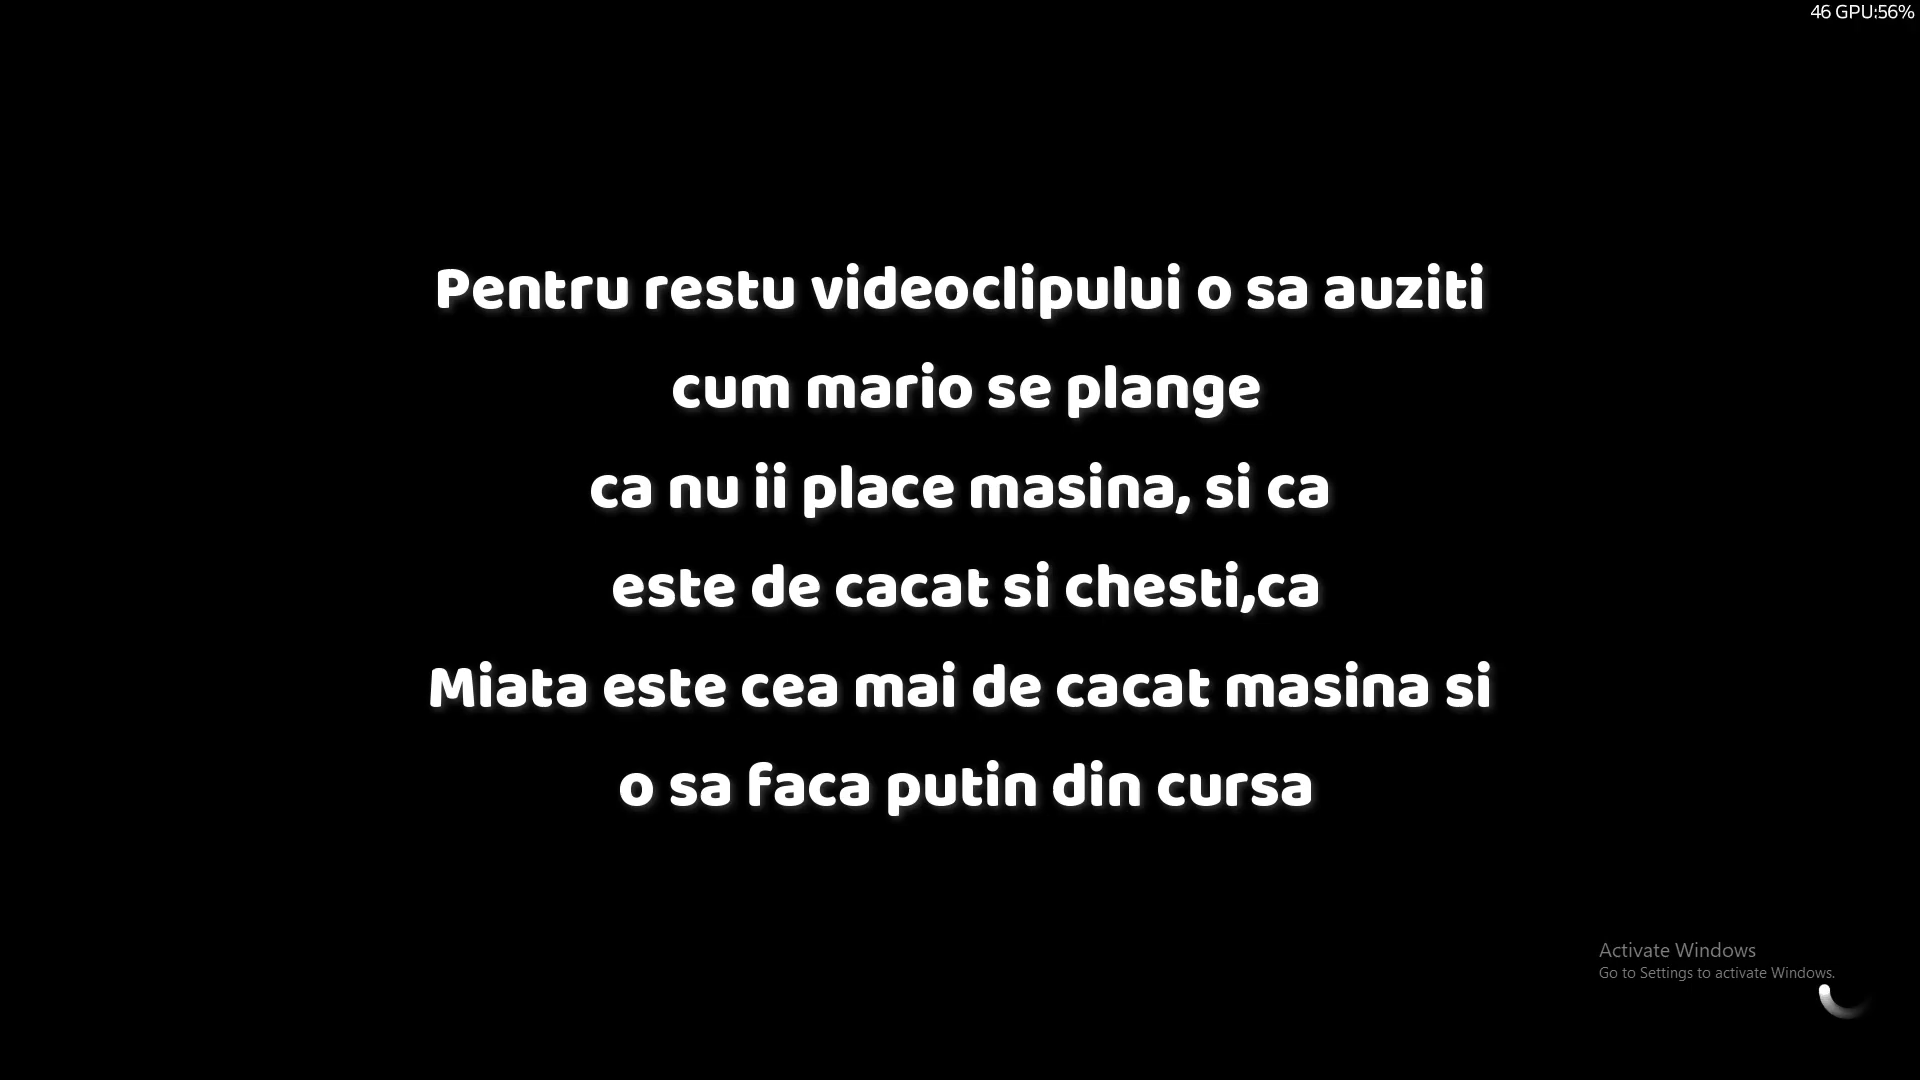 46 GPU:56%
Pentru restu videoclipului o sa auziti
cum mario se plange
ca nu ii place masina, si ca
este de cacat si chesti,ca
Miata este cea mai de cacat masina si
o sa faca putin din cursa
Activate Windows
Go to Settings to activate Windows.